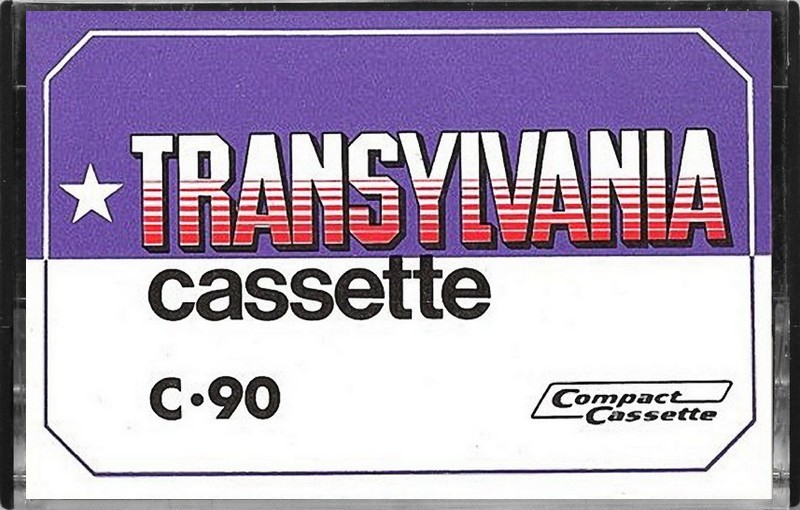 TRANSYLVANIA
cassette
C·90
Compact
Cassette